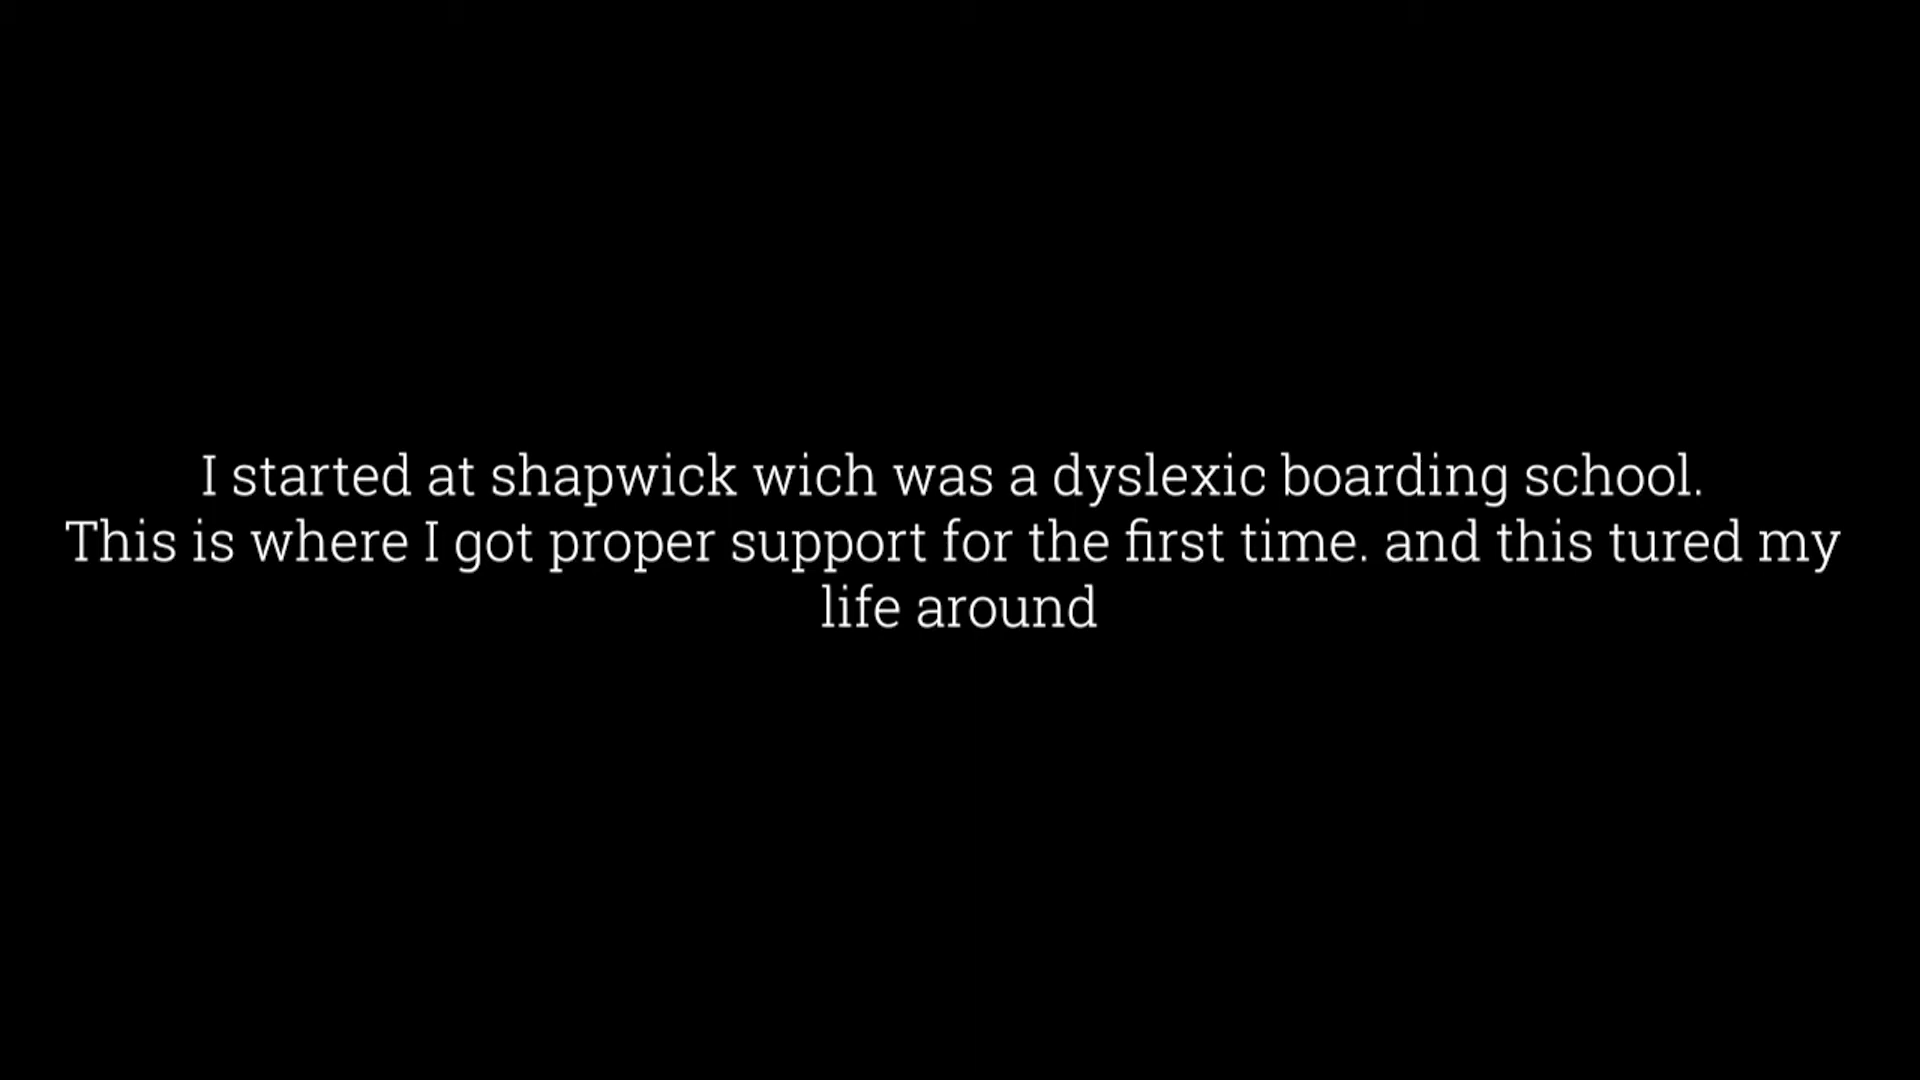 I started at shapwick wich was a dyslexic boarding school.
This is where I got proper support for the first time. and this tured my
life around